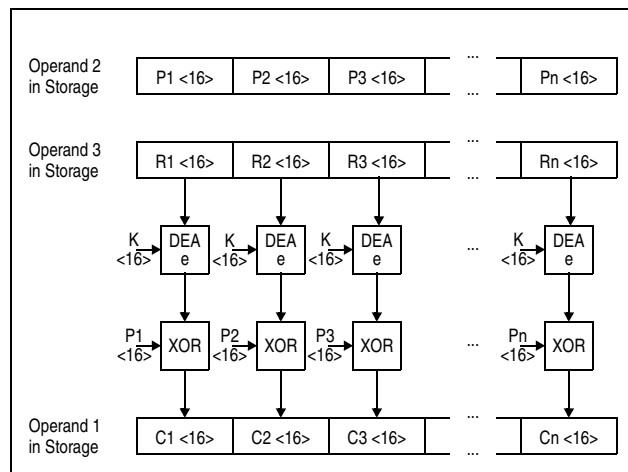 ...
Operand 2
in Storage
P1 <16> P2 <16> P3 <16> Pn <16>
...
...
Operand 3
in Storage
R1 <16> R2 <16> R3 <16> Rn <16>
...
K
<16>
DEA
e
K
<16>
DEA
e
K
<16>
DEA
e
...
K
<16>
DEA
e
P1
<16>
XOR
P2
<16>
XOR
P3
<16>
XOR
...
Pn
<16>
XOR
...
Operand 1
in Storage
C1 <16> C2 <16> C3 <16> Cn <16>
...